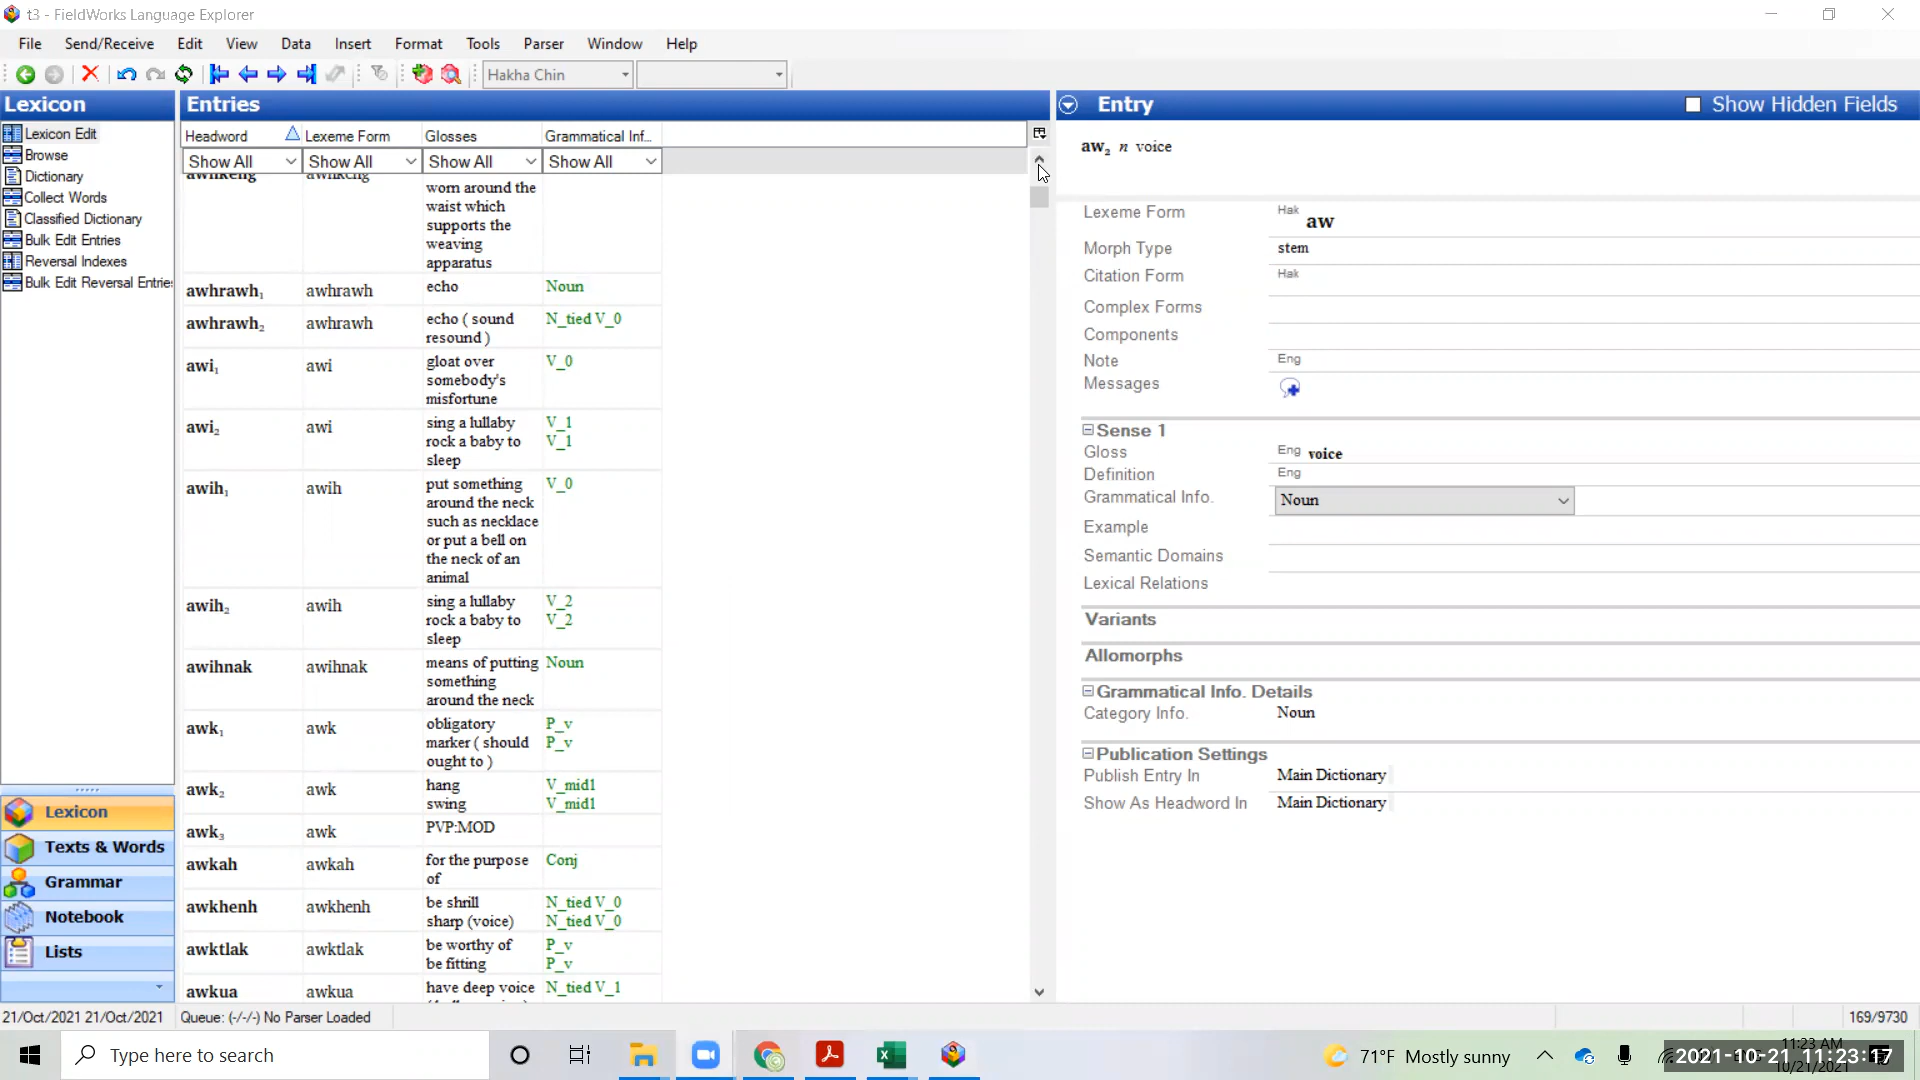 t3 - FieldWorks Language Explorer
File Send/Receive Edit View Data Insert Format Tools Parser Window Help
Hakha Chin
Lexicon
Lexicon Edit
Browse
Dictionary
Collect Words
Classified Dictionary
Bulk Edit Entries
Reversal Indexes
Bulk Edit Reversal Entries
Lexicon
Texts & Words
Grammar
Notebook
Lists
Entries
Headword Lexeme Form Glosses Grammatical Inf...
Show All Show All Show All Show All
worn around the
waist which
supports the
weaving
apparatus
awhrawh₁ awhrawh echo Noun
awhrawh₂ awhrawh echo ( sound N_tied V_0
resound )
awi₁ awi gloat over V_0
somebody's
misfortune
awi₂ awi sing a lullaby V_1
rock a baby to V_1
sleep
awih₁ awih put something V_0
around the neck
such as necklace
or put a bell on
the neck of an
animal
awih₂ awih sing a lullaby V_2
rock a baby to V_2
sleep
awihnak awihnak means of putting Noun
something
around the neck
awk₁ awk obligatory P_v
marker ( should P_v
ought to )
awk₂ awk hang V_mid1
swing V_mid1
awk₃ awk PVP:MOD
awkah awkah for the purpose Conj
of
awkhenh awkhenh be shrill N_tied V_0
sharp (voice) N_tied V_0
awktlak awktlak be worthy of P_v
be fitting P_v
awkua awkua have deep voice N_tied V_1
Entry Show Hidden Fields
aw₂ n voice
Lexeme Form Hak aw
Morph Type stem
Citation Form Hak
Complex Forms
Components
Note Eng
Messages
Sense 1
Gloss Eng voice
Definition Eng
Grammatical Info. Noun
Example
Semantic Domains
Lexical Relations
Variants
Allomorphs
Grammatical Info. Details
Category Info. Noun
Publication Settings
Publish Entry In Main Dictionary
Show As Headword In Main Dictionary
21/Oct/2021 21/Oct/2021 Queue: (-/-/-) No Parser Loaded 169/9730
Type here to search
71°F Mostly sunny
11:23 AM
2021-10-21 11:23:17
10/21/2021